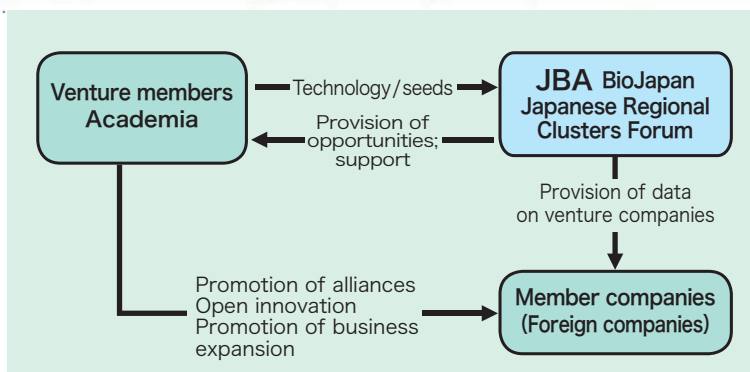 Venture members
Academia
Technology/seeds
Provision of
opportunities;
support
JBA BioJapan
Japanese Regional
Clusters Forum
Provision of data
on venture companies
Promotion of alliances
Open innovation
Promotion of business
expansion
Member companies
(Foreign companies)